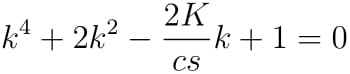 k^4 + 2k^2 - \frac{2K}{cs}k + 1 = 0